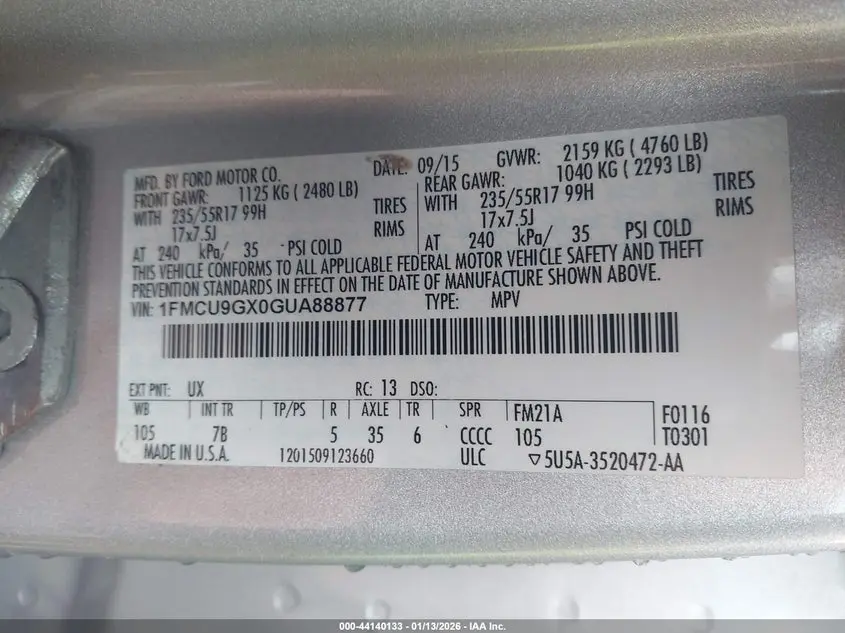 MFD. BY FORD MOTOR CO.
DATE: 09/15 GVWR: 2159 KG ( 4760 LB)
FRONT GAWR: 1125 KG ( 2480 LB)
WITH 235/55R17 99H TIRES
17x7.5J RIMS
AT 240 kPa/ 35 PSI COLD
REAR GAWR: 1040 KG ( 2293 LB)
WITH 235/55R17 99H TIRES
17x7.5J RIMS
AT 240 kPa/ 35 PSI COLD
THIS VEHICLE CONFORMS TO ALL APPLICABLE FEDERAL MOTOR VEHICLE SAFETY AND THEFT
PREVENTION STANDARDS IN EFFECT ON THE DATE OF MANUFACTURE SHOWN ABOVE.
VIN: 1FMCU9GX0GUA88877 TYPE: MPV
EXT PNT: UX RC: 13 DSO:
WB INT TR TP/PS R AXLE TR SPR FM21A F0116
105 7B 5 35 6 CCCC 105 T0301
MADE IN U.S.A. 1201509123660 ULC ▽5U5A-3520472-AA
000-44140133 - 01/13/2026 - IAA Inc.